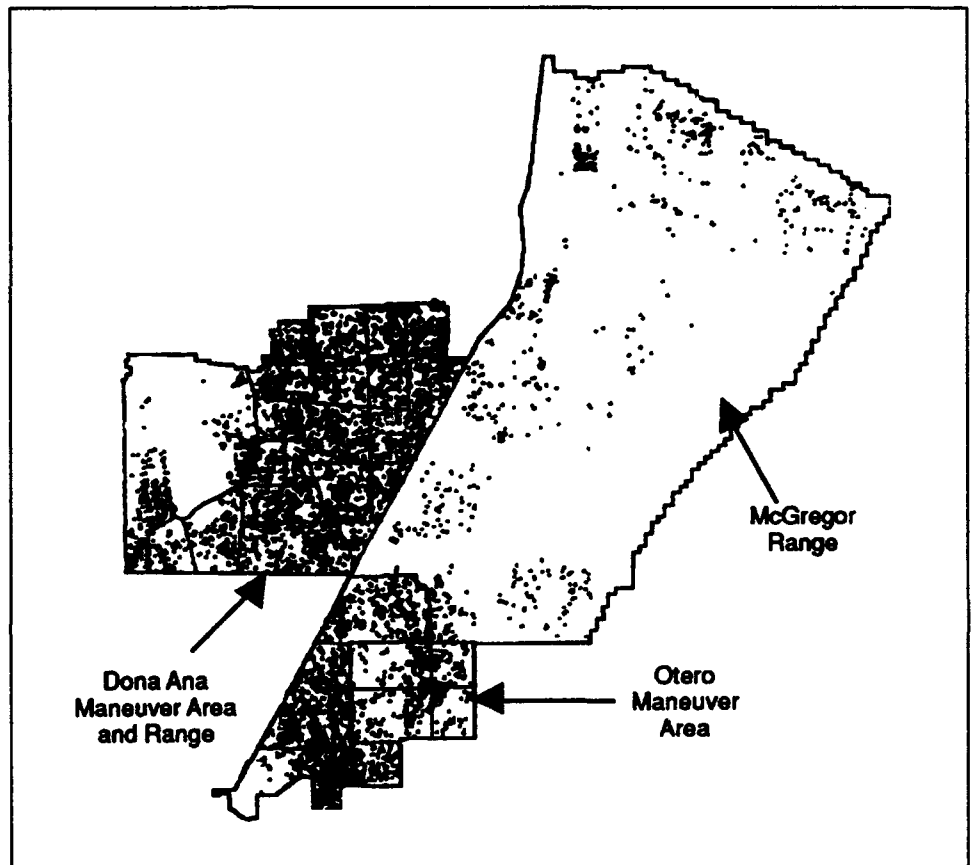 McGregor
Range
Dona Ana
Maneuver Area
and Range
Otero
Maneuver
Area